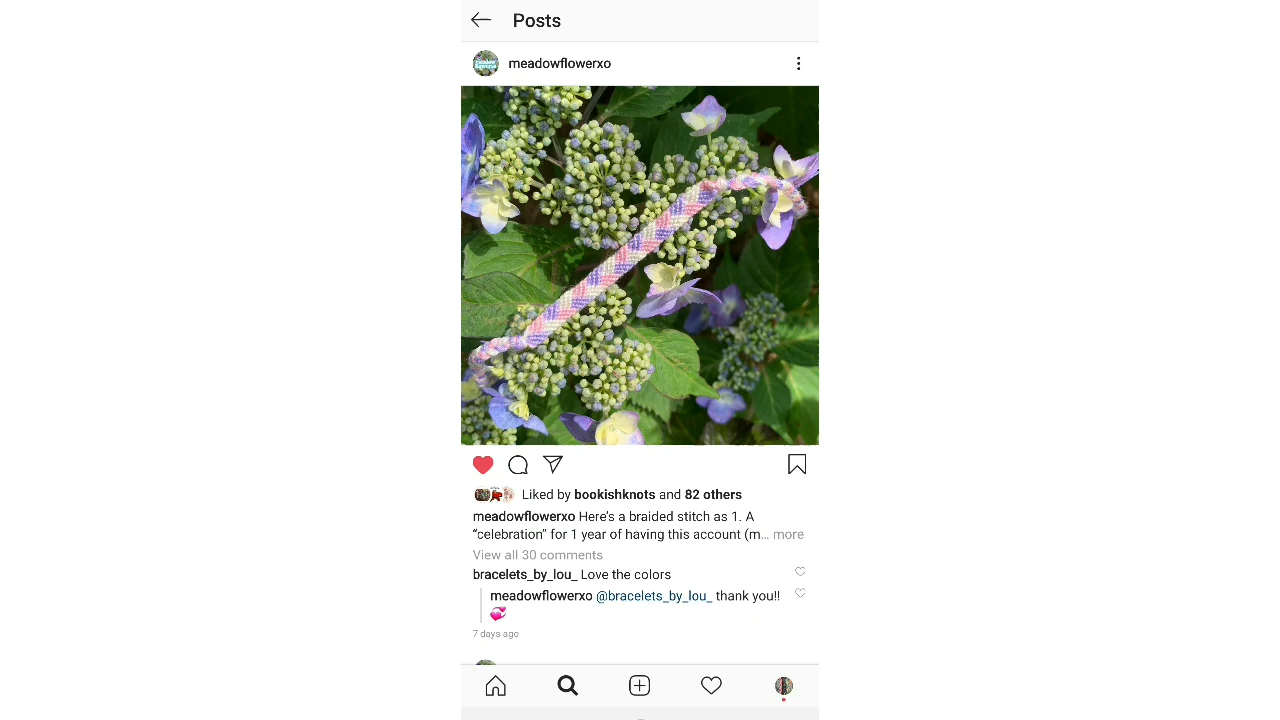 Posts
meadowflowerxo
Liked by bookishknots and 82 others
meadowflowerxo Here’s a braided stitch as 1. A
“celebration” for 1 year of having this account (m... more
View all 30 comments
bracelets_by_lou_ Love the colors
meadowflowerxo @bracelets_by_lou_ thank you!!
7 days ago